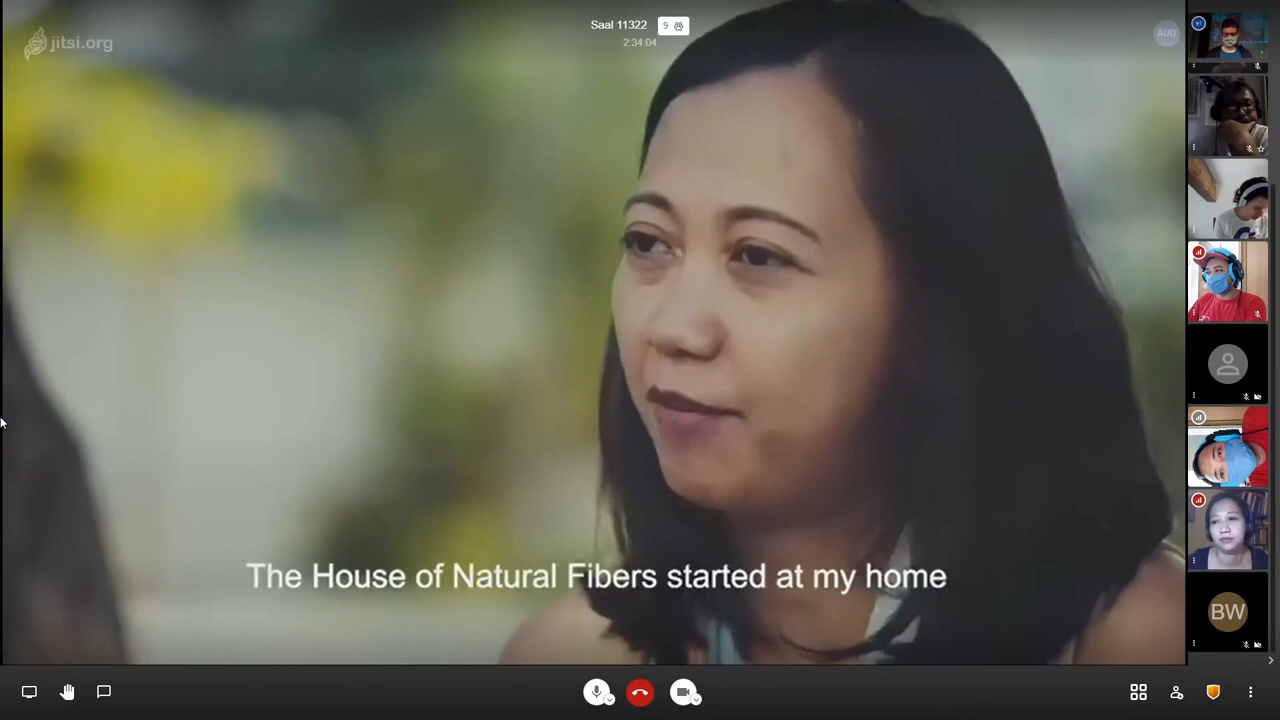 jitsi.org
Saal 11322
9
2:34:04
AUD
The House of Natural Fibers started at my home
BW